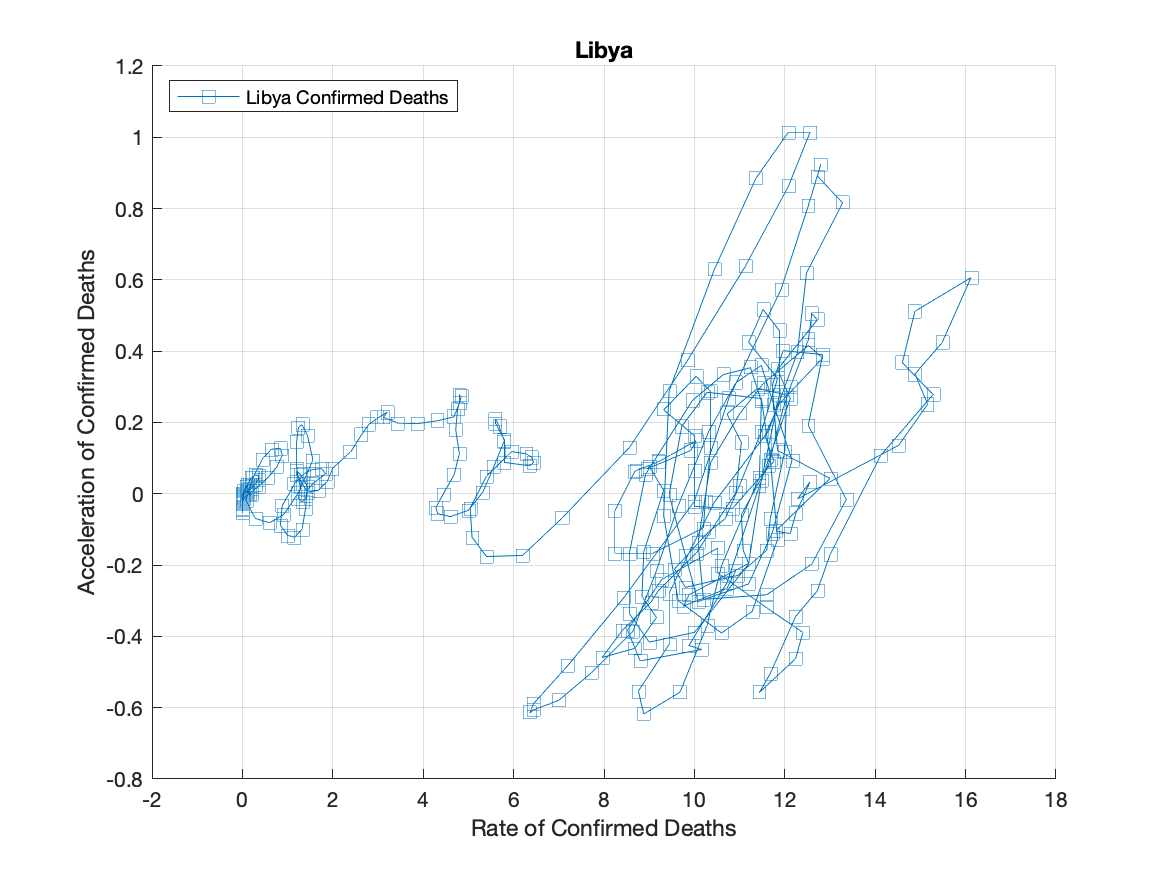 Libya
Libya Confirmed Deaths
1.2
1
0.8
0.6
0.4
0.2
0
-0.2
-0.4
-0.6
-0.8
Acceleration of Confirmed Deaths
-2 0 2 4 6 8 10 12 14 16 18
Rate of Confirmed Deaths